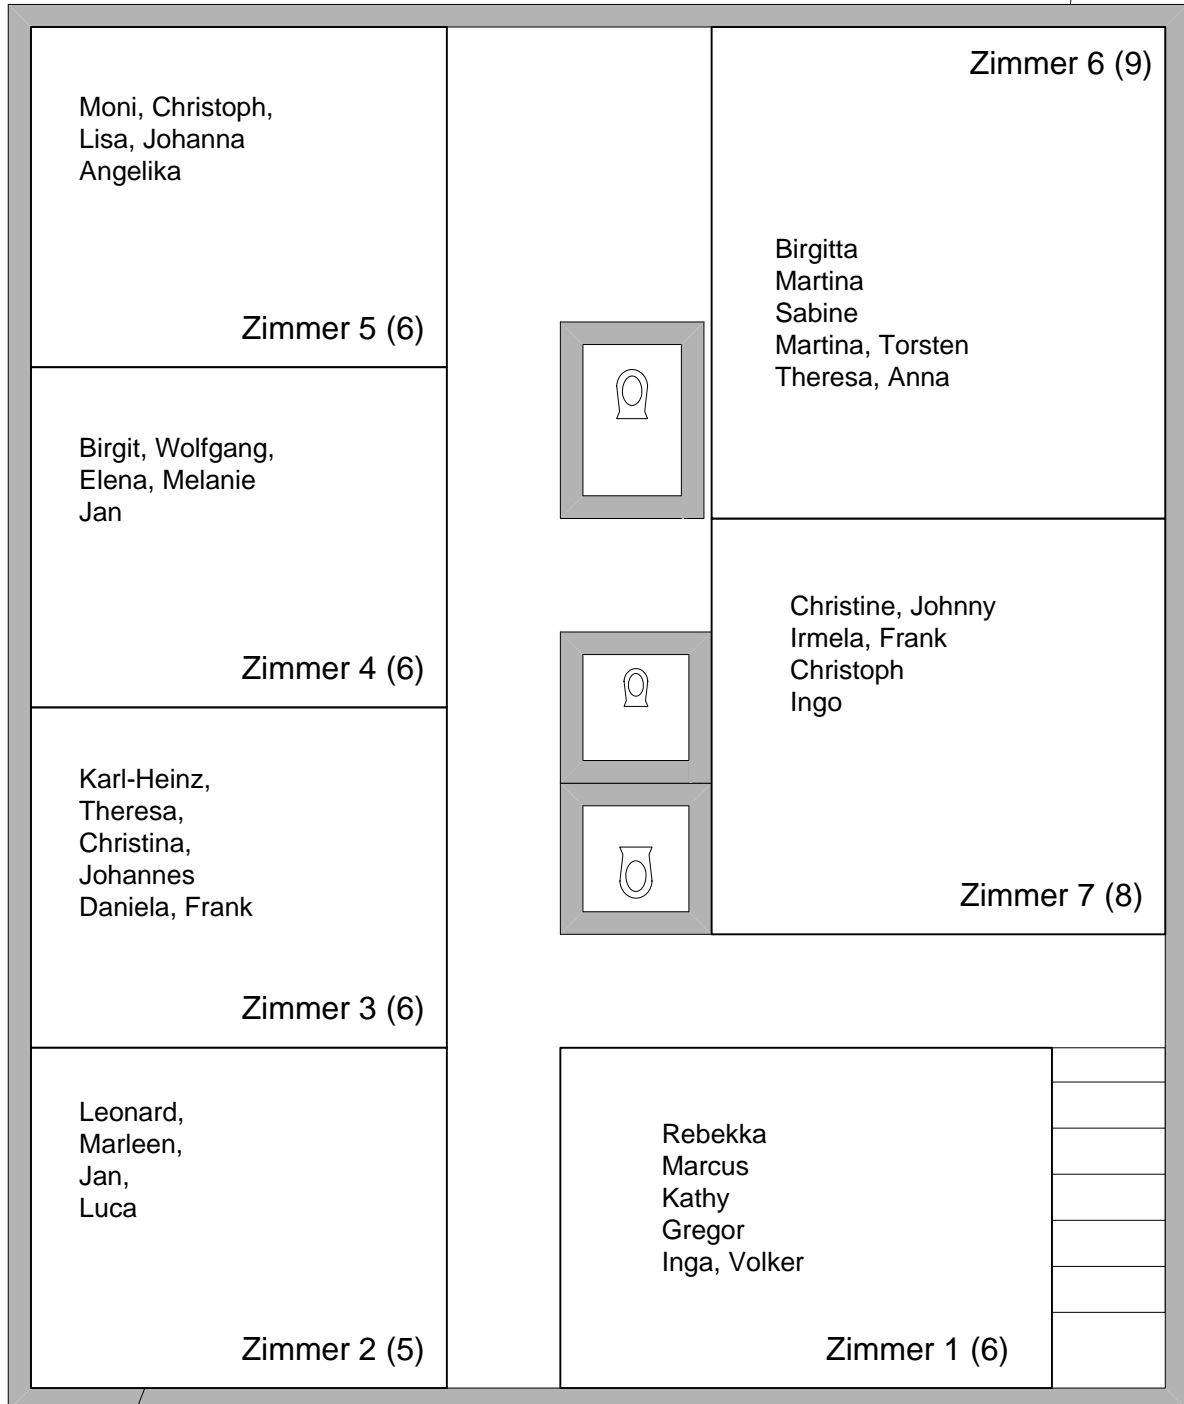 Moni, Christoph,
Lisa, Johanna
Angelika
Zimmer 5 (6)
Zimmer 6 (9)
Birgitta
Martina
Sabine
Martina, Torsten
Theresa, Anna
Birgit, Wolfgang,
Elena, Melanie
Jan
Zimmer 4 (6)
Christine, Johnny
Irmela, Frank
Christoph
Ingo
Zimmer 7 (8)
Karl-Heinz,
Theresa,
Christina,
Johannes
Daniela, Frank
Zimmer 3 (6)
Leonard,
Marleen,
Jan,
Luca
Zimmer 2 (5)
Rebekka
Marcus
Kathy
Gregor
Inga, Volker
Zimmer 1 (6)